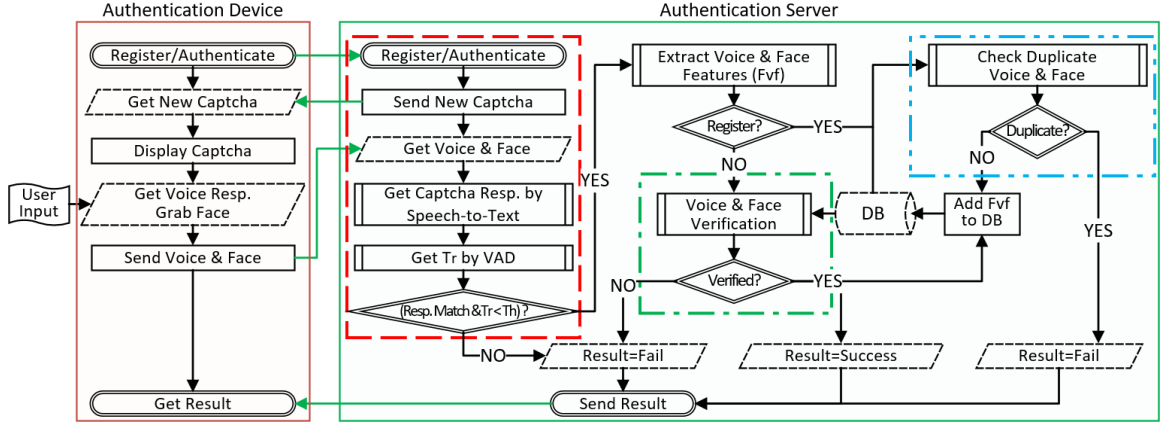 Authentication Device
Authentication Server
Register/Authenticate
Get New Captcha
Display Captcha
User
Input
Get Voice Resp.
Grab Face
Send Voice & Face
Get Result
Register/Authenticate
Send New Captcha
Get Voice & Face
Get Captcha Resp. by
Speech-to-Text
Get Tr by VAD
(Resp. Match & Tr < Th) ?
YES
NO
Extract Voice & Face
Features (Fvf)
Register?
YES
NO
Voice & Face
Verification
Verified?
NO
YES
DB
Check Duplicate
Voice & Face
Duplicate?
NO
YES
Add Fvf
to DB
Result=Fail
Result=Success
Result=Fail
Send Result